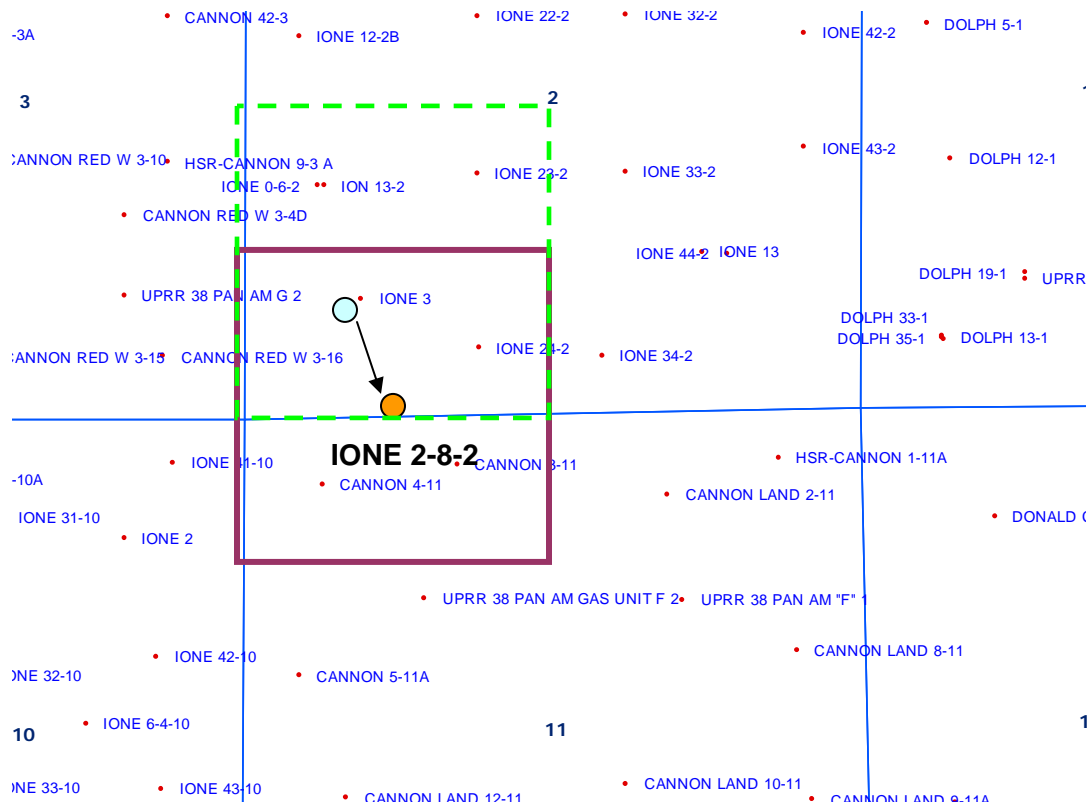 CANNON 42-3
IONE 22-2
IONE 32-2
DOLPH 5-1
-3A
IONE 12-2B
IONE 42-2
3
2
IONE 43-2
CANNON RED W 3-10
HSR-CANNON 9-3 A
DOLPH 12-1
IONE 0-6-2
ION 13-2
IONE 23-2
IONE 33-2
CANNON RED W 3-4D
IONE 44-2
IONE 13
DOLPH 19-1
UPRR
UPRR 38 PAN AM G 2
IONE 3
DOLPH 33-1
DOLPH 35-1
DOLPH 13-1
CANNON RED W 3-15
CANNON RED W 3-16
IONE 24-2
IONE 34-2
IONE 2-8-2
IONE 41-10
CANNON 3-11
HSR-CANNON 1-11A
-10A
CANNON 4-11
CANNON LAND 2-11
IONE 31-10
DONALD
IONE 2
UPRR 38 PAN AM GAS UNIT F 2
UPRR 38 PAN AM "F" 1
IONE 42-10
CANNON LAND 8-11
ONE 32-10
CANNON 5-11A
IONE 6-4-10
10
11
1
ONE 33-10
IONE 43-10
CANNON LAND 12-11
CANNON LAND 10-11
CANNON LAND 9-11A